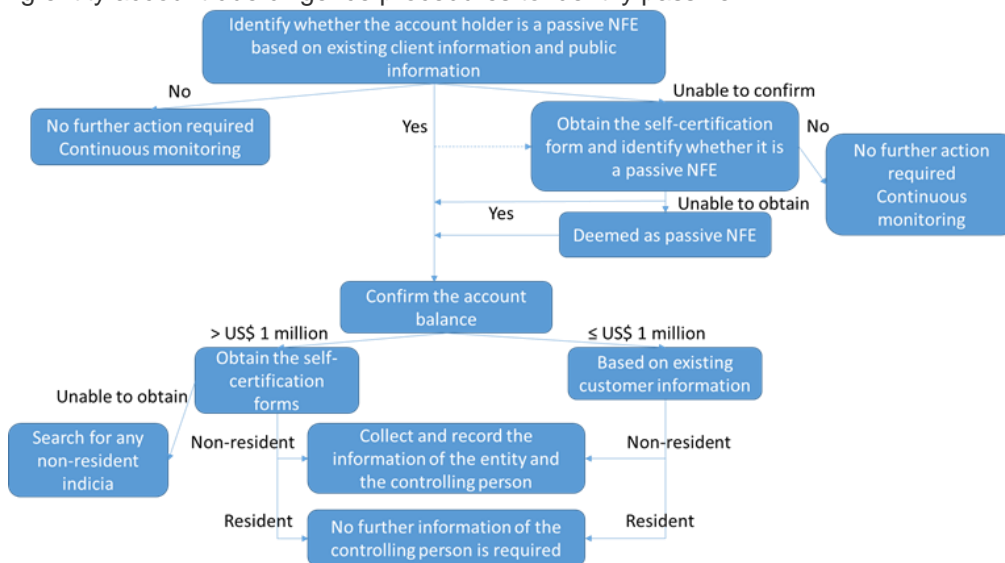 Identify whether the account holder is a passive NFE
based on existing client information and public
information
No
Unable to confirm
No further action required
Continuous monitoring
Yes
Obtain the self-certification
form and identify whether it is
a passive NFE
No
No further action
required
Continuous
monitoring
Unable to obtain
Yes
Deemed as passive NFE
Confirm the account
balance
> US$ 1 million
≤ US$ 1 million
Obtain the self-
certification
forms
Based on existing
customer information
Unable to obtain
Search for any
non-resident
indicia
Non-resident
Collect and record the
information of the entity and
the controlling person
Non-resident
Resident
No further information of the
controlling person is required
Resident